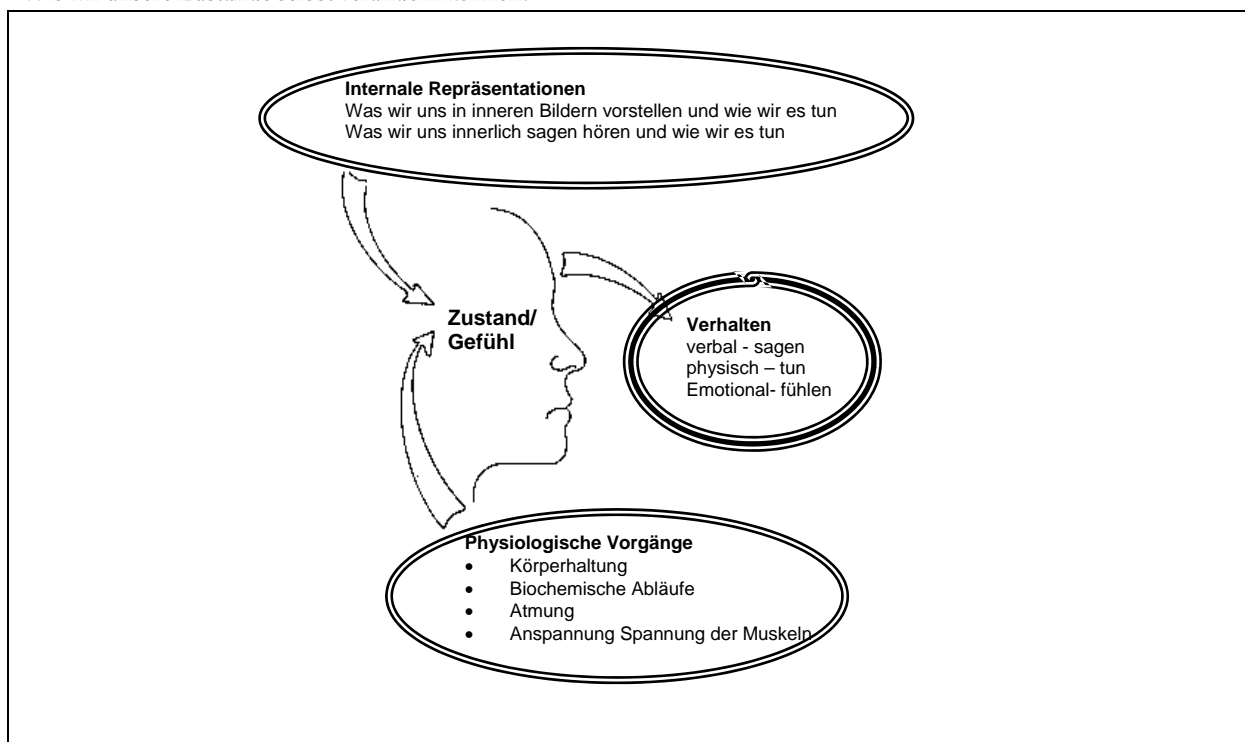 Internale Repräsentationen
Was wir uns in inneren Bildern vorstellen und wie wir es tun
Was wir uns innerlich sagen hören und wie wir es tun
Zustand/
Gefühl
Verhalten
verbal - sagen
physisch – tun
Emotional- fühlen
Physiologische Vorgänge
• Körperhaltung
• Biochemische Abläufe
• Atmung
• Anspannung Spannung der Muskeln